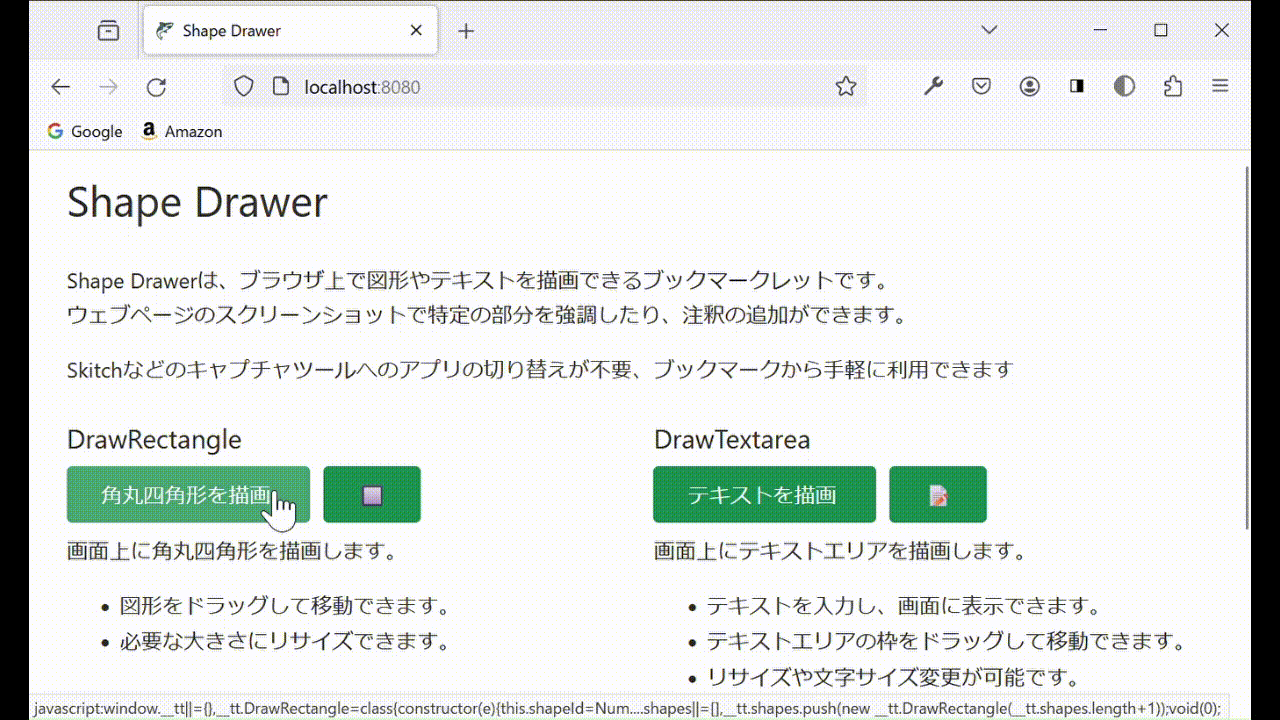 Shape Drawer
localhost:8080
Google
Amazon
Shape Drawer
Shape Drawerは、ブラウザ上で図形やテキストを描画できるブックマークレットです。
ウェブページのスクリーンショットで特定の部分を強調したり、注釈の追加ができます。
Skitchなどのキャプチャツールへのアプリの切り替えが不要、ブックマークから手軽に利用できます
DrawRectangle
角丸四角形を描画
画面上に角丸四角形を描画します。
図形をドラッグして移動できます。
必要な大きさにリサイズできます。
DrawTextarea
テキストを描画
画面上にテキストエリアを描画します。
テキストを入力し、画面に表示できます。
テキストエリアの枠をドラッグして移動できます。
リサイズや文字サイズ変更が可能です。
javascript:window.__tt||={},__tt.DrawRectangle=class{constructor(e){this.shapeId=Num....shapes||=[],__tt.shapes.push(new __tt.DrawRectangle(__tt.shapes.length+1));void(0);